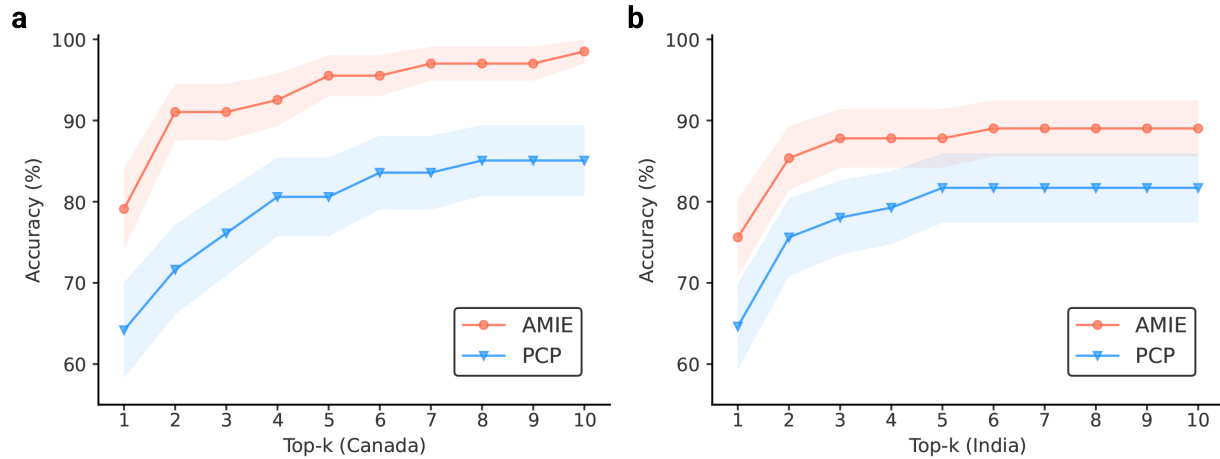 a
Accuracy (%)
100
90
80
70
60
1 2 3 4 5 6 7 8 9 10
Top-k (Canada)
AMIE
PCP
b
Accuracy (%)
100
90
80
70
60
1 2 3 4 5 6 7 8 9 10
Top-k (India)
AMIE
PCP